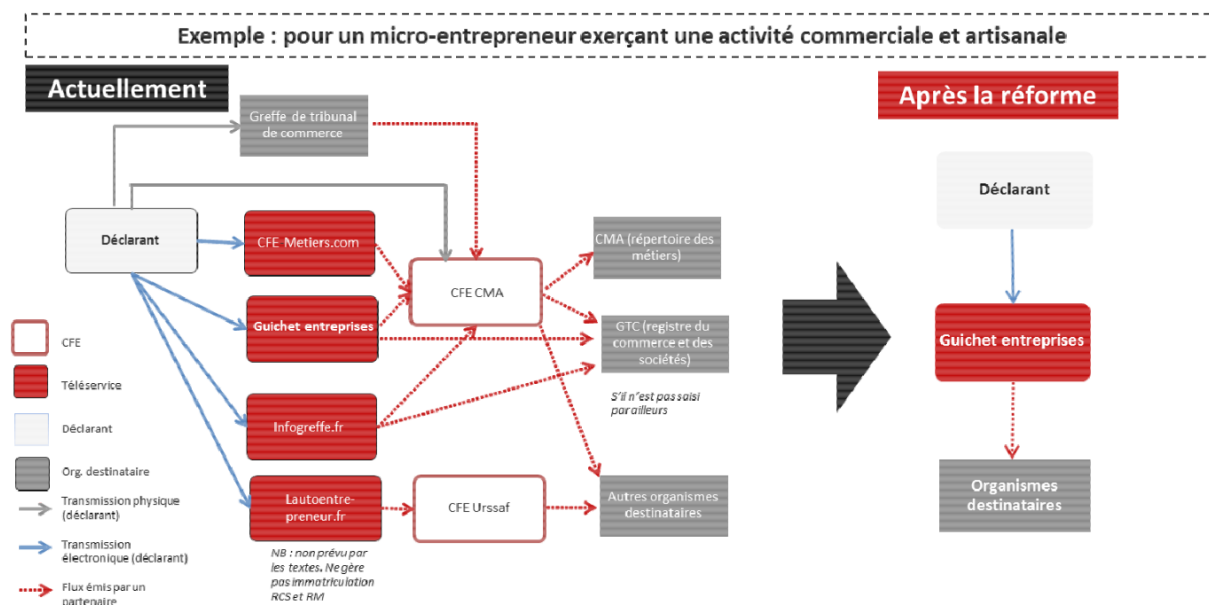 Exemple : pour un micro-entrepreneur exerçant une activité commerciale et artisanale
Actuellement
Après la réforme
Greffe de tribunal
de commerce
Déclarant
CFE Metiers.com
Guichet entreprises
Infogreffe.fr
Lautoentre-
preneur.fr
NB : non prévu par
les textes. Ne gère
pas immatriculation
RCS et RM
CFE CMA
CFE Urssaf
CMA (répertoire des
métiers)
GTC (registre du
commerce et des
sociétés)
S'il n'est pas saisi
par ailleurs
Autres organismes
destinataires
CFE
Téléservice
Déclarant
Org. destinataire
Transmission physique
(déclarant)
Transmission
électronique (déclarant)
Flux émis par un
partenaire
Déclarant
Guichet entreprises
Organismes
destinataires